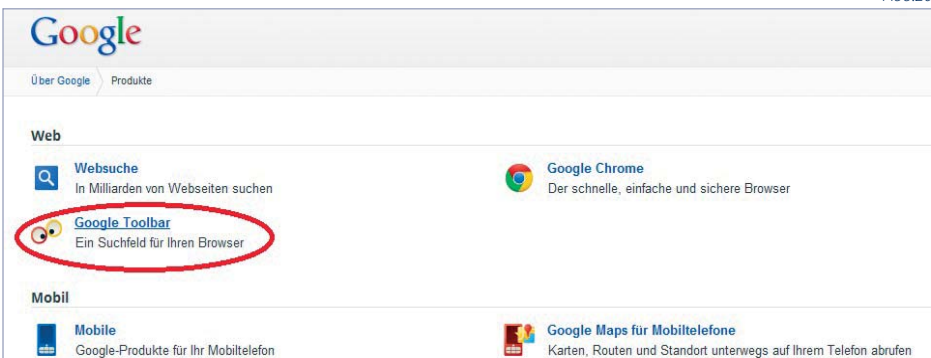 Google
Über Google Produkte
Web
Websuche
In Milliarden von Webseiten suchen
Google Chrome
Der schnelle, einfache und sichere Browser
Google Toolbar
Ein Suchfeld für Ihren Browser
Mobil
Mobile
Google-Produkte für Ihr Mobiltelefon
Google Maps für Mobiltelefone
Karten, Routen und Standort unterwegs auf Ihrem Telefon abrufen